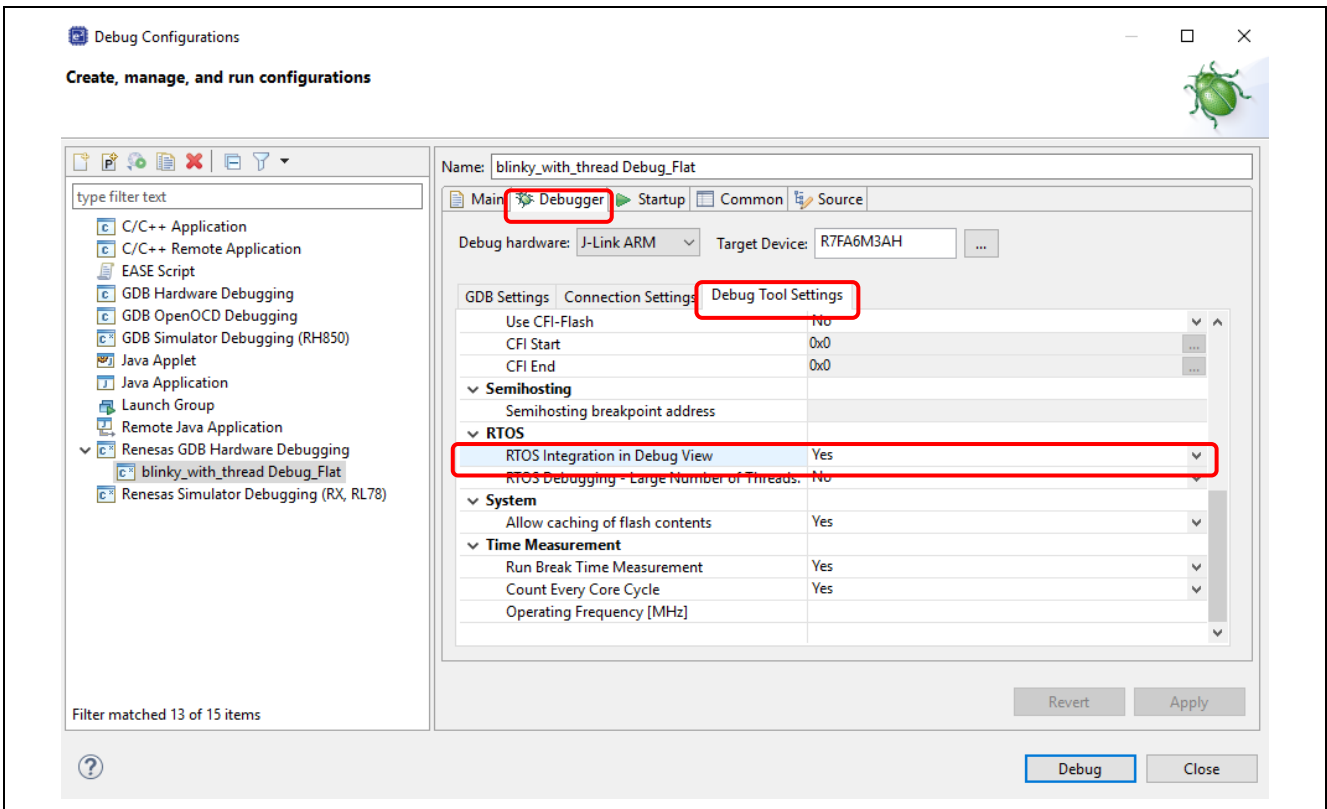 Debug Configurations
Create, manage, and run configurations
type filter text
C/C++ Application
C/C++ Remote Application
EASE Script
GDB Hardware Debugging
GDB OpenOCD Debugging
GDB Simulator Debugging (RH850)
Java Applet
Java Application
Launch Group
Remote Java Application
Renesas GDB Hardware Debugging
blinky_with_thread Debug_Flat
Renesas Simulator Debugging (RX, RL78)
Filter matched 13 of 15 items
Name: blinky_with_thread Debug_Flat
Main Debugger Startup Common Source
Debug hardware: J-Link ARM Target Device: R7FA6M3AH ...
GDB Settings Connection Settings Debug Tool Settings
Use CFI-Flash No
CFI Start 0x0 ...
CFI End 0x0 ...
Semihosting
Semihosting breakpoint address
RTOS
RTOS Integration in Debug View Yes
RTOS Debugging - Large Number of Threads. No
System
Allow caching of flash contents Yes
Time Measurement
Run Break Time Measurement Yes
Count Every Core Cycle Yes
Operating Frequency [MHz]
Revert Apply
? Debug Close